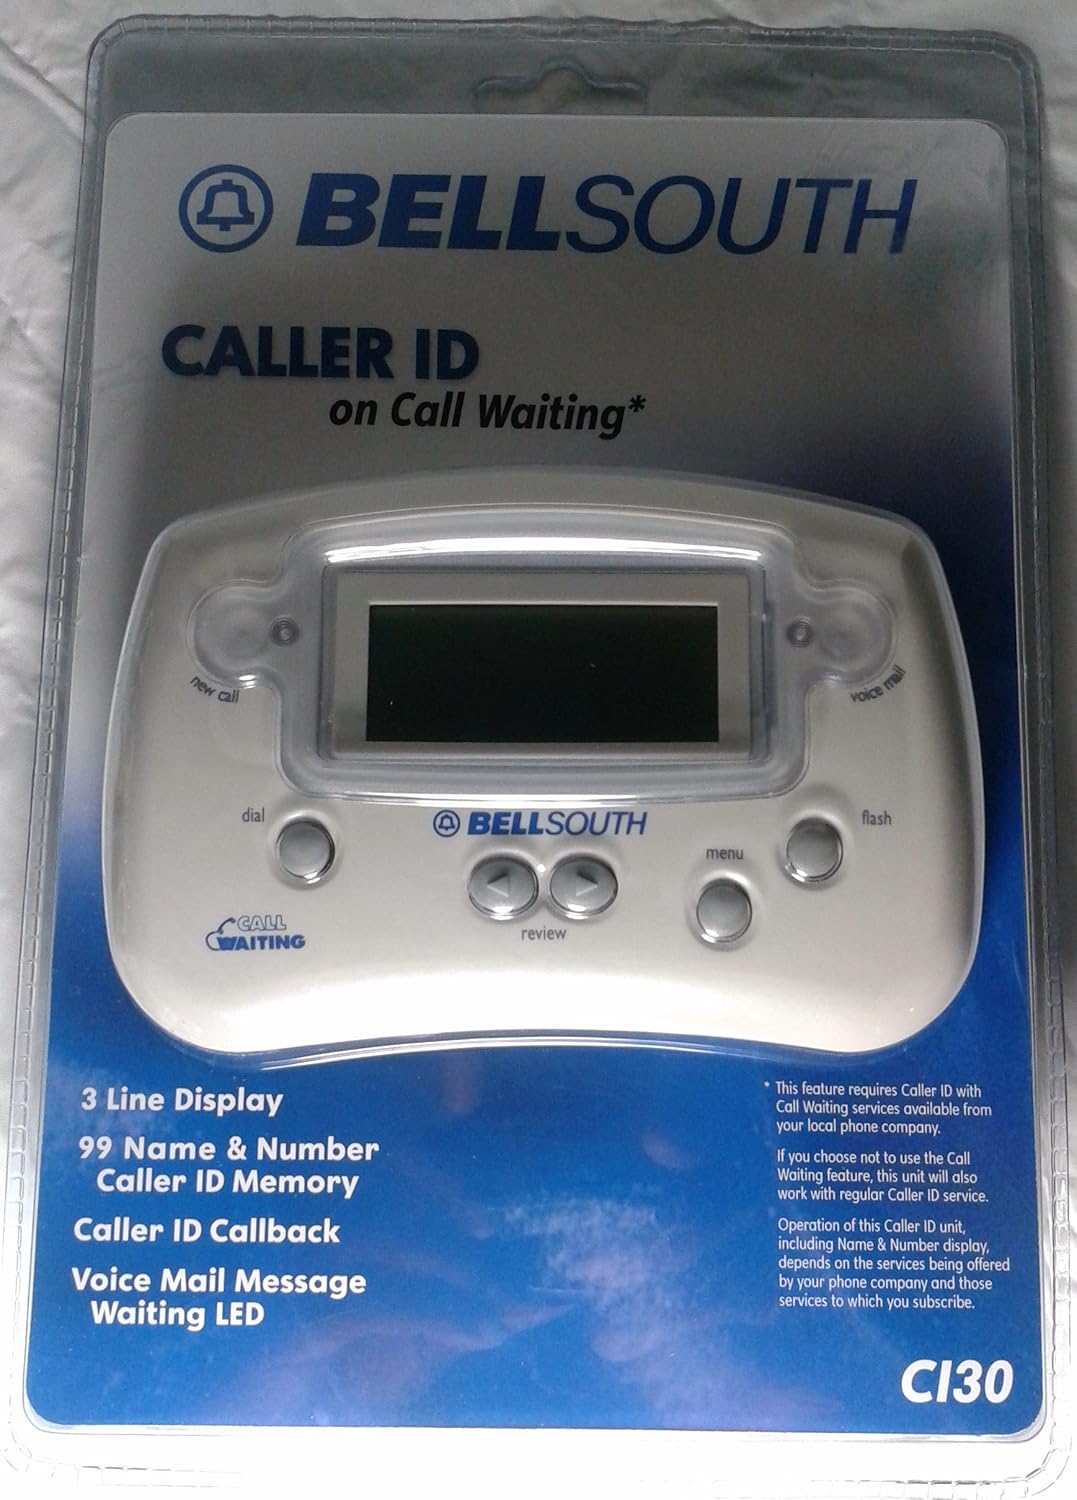 BELLSOUTH
CALLER ID
on Call Waiting*
new call
voice mail
dial
BELLSOUTH
flash
menu
CALL
WAITING
review
3 Line Display
99 Name & Number
Caller ID Memory
Caller ID Callback
Voice Mail Message
Waiting LED
* This feature requires Caller ID with
Call Waiting services available from
your local phone company.
If you choose not to use the Call
Waiting feature, this unit will also
work with regular Caller ID service.
Operation of this Caller ID unit,
including Name & Number display,
depends on the services being offered
by your phone company and those
services to which you subscribe.
CI30